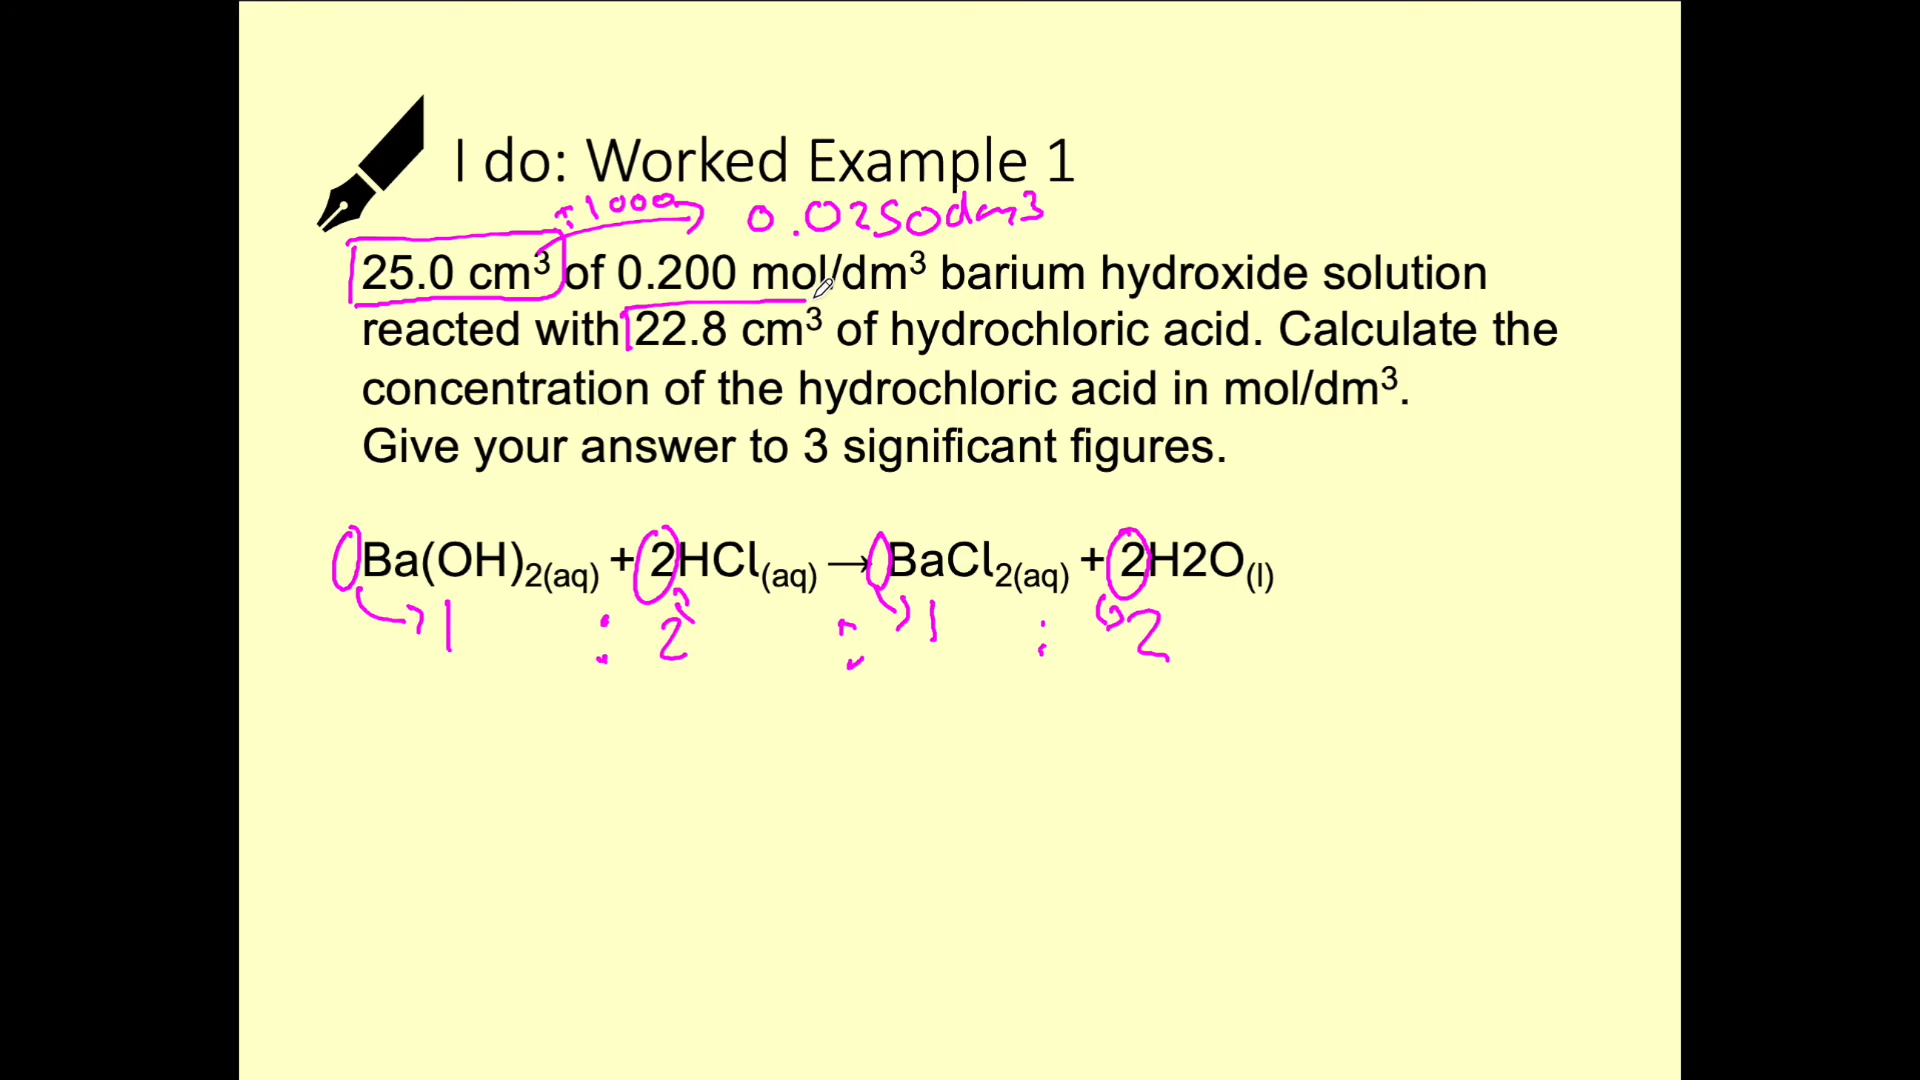 I do: Worked Example 1
÷1000 0.0250dm3
25.0 cm³ of 0.200 mol/dm³ barium hydroxide solution
reacted with 22.8 cm³ of hydrochloric acid. Calculate the
concentration of the hydrochloric acid in mol/dm³.
Give your answer to 3 significant figures.
Ba(OH)₂(aq) + 2HCl(aq) → BaCl₂(aq) + 2H2O(l)
1 : 2 : 1 : 2